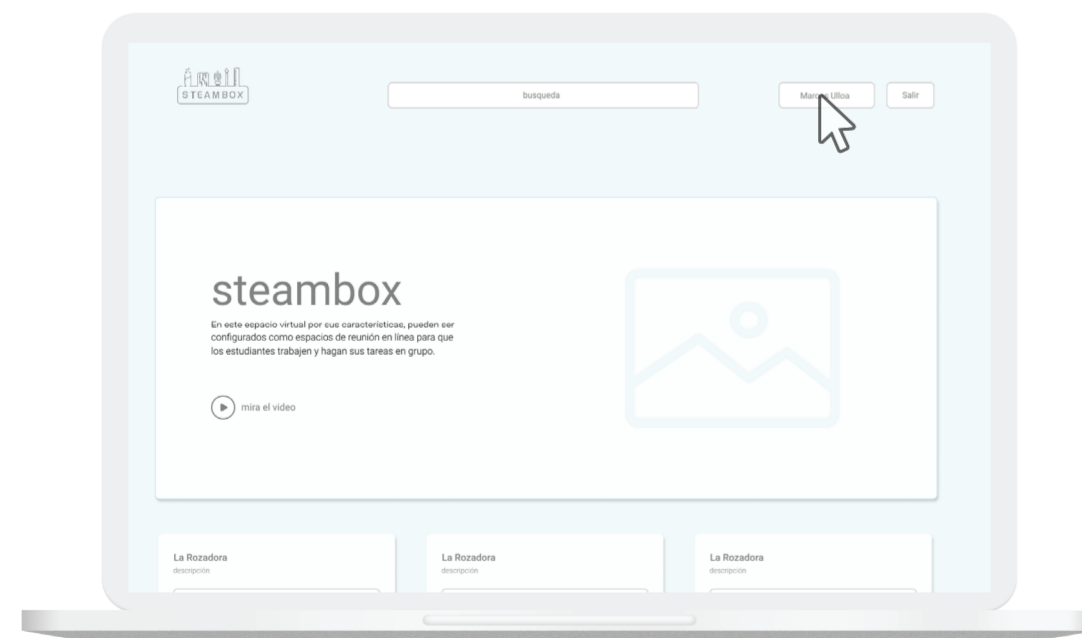 STEAMBOX
busqueda
Marcos Ulloa
Salir
steambox
En este espacio virtual por sus características, pueden ser
configurados como espacios de reunión en línea para que
los estudiantes trabajen y hagan sus tareas en grupo.
mira el video
La Rozadora
descripción
La Rozadora
descripción
La Rozadora
descripción